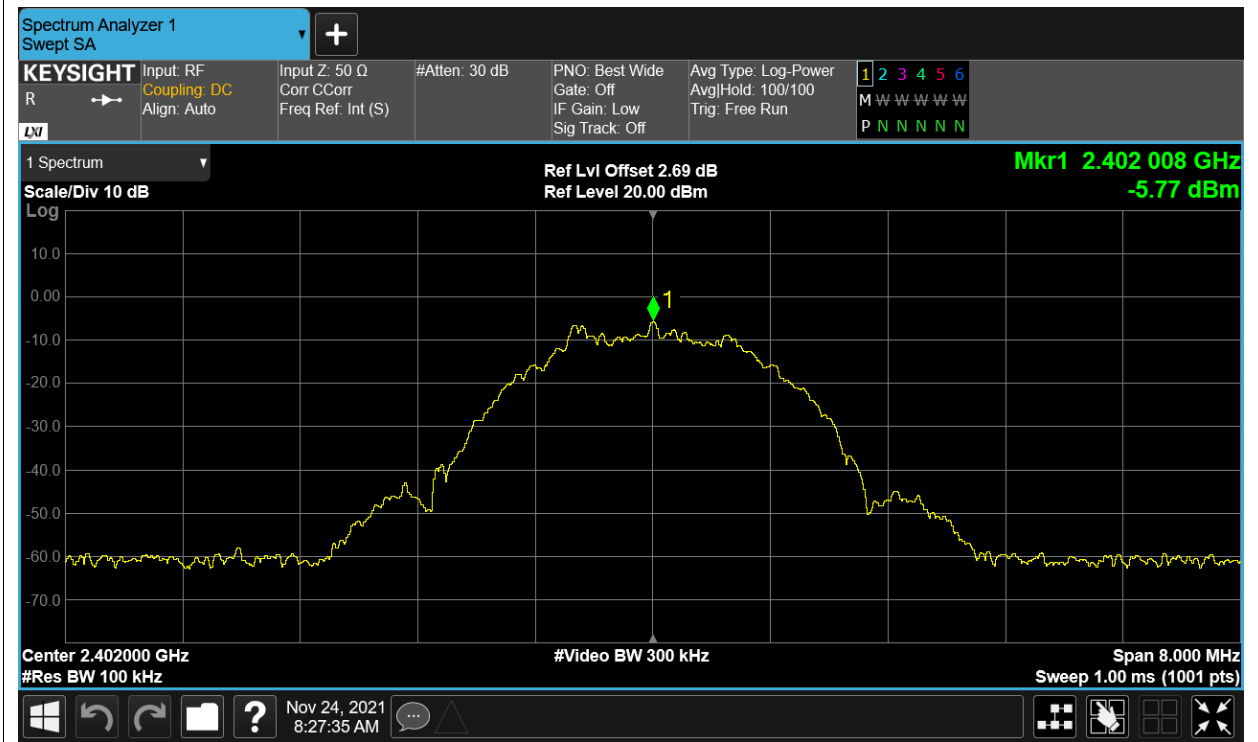 Spectrum Analyzer 1
Swept SA
+
KEYSIGHT
R
LXI
Input: RF
Coupling: DC
Align: Auto
Input Z: 50 Ω
Corr CCorr
Freq Ref: Int (S)
#Atten: 30 dB
PNO: Best Wide
Gate: Off
IF Gain: Low
Sig Track: Off
Avg Type: Log-Power
Avg|Hold: 100/100
Trig: Free Run
1 2 3 4 5 6
M W W W W W
P N N N N N
1 Spectrum
Scale/Div 10 dB
Log
Ref Lvl Offset 2.69 dB
Ref Level 20.00 dBm
Mkr1 2.402 008 GHz
-5.77 dBm
10.0
0.00
-10.0
-20.0
-30.0
-40.0
-50.0
-60.0
-70.0
1
Center 2.402000 GHz
#Res BW 100 kHz
#Video BW 300 kHz
Span 8.000 MHz
Sweep 1.00 ms (1001 pts)
?
Nov 24, 2021
8:27:35 AM